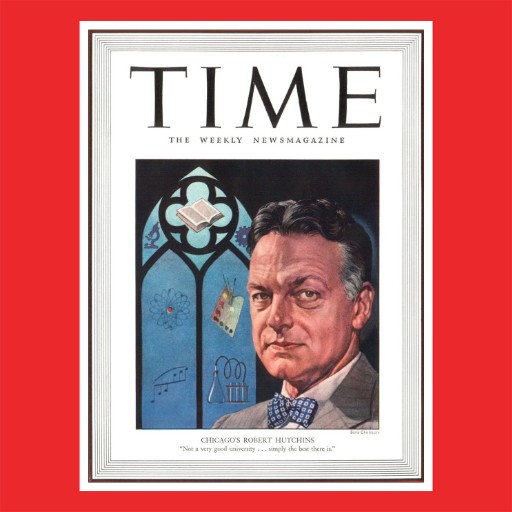 TIME
THE WEEKLY NEWSMAGAZINE
CHICAGO'S ROBERT HUTCHINS
"Not a very good university . . . simply the best there is."